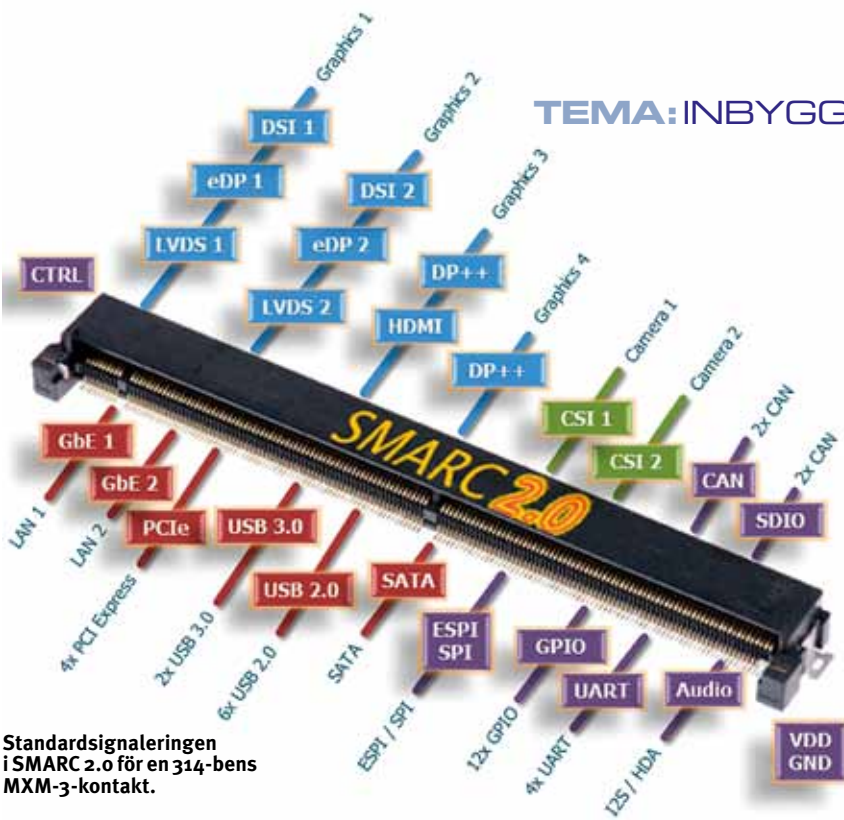 Graphics 1
Graphics 2
Graphics 3
Graphics 4
TEMA: INBYGG
DSI 1
eDP 1
LVDS 1
DSI 2
eDP 2
LVDS 2
DP++
HDMI
DP++
Camera 1
Camera 2
CSI 1
CSI 2
2x CAN
2x CAN
CAN
SDIO
CTRL
SMARC 2.0
GbE 1
GbE 2
PCIe
USB 3.0
USB 2.0
SATA
ESPI
SPI
GPIO
UART
Audio
VDD
GND
LAN 1
LAN 2
4x PCI Express
2x USB 3.0
6x USB 2.0
SATA
ESPI / SPI
12x GPIO
4x UART
I2S / HDA
Standardsignaleringen
i SMARC 2.0 för en 314-bens
MXM-3-kontakt.